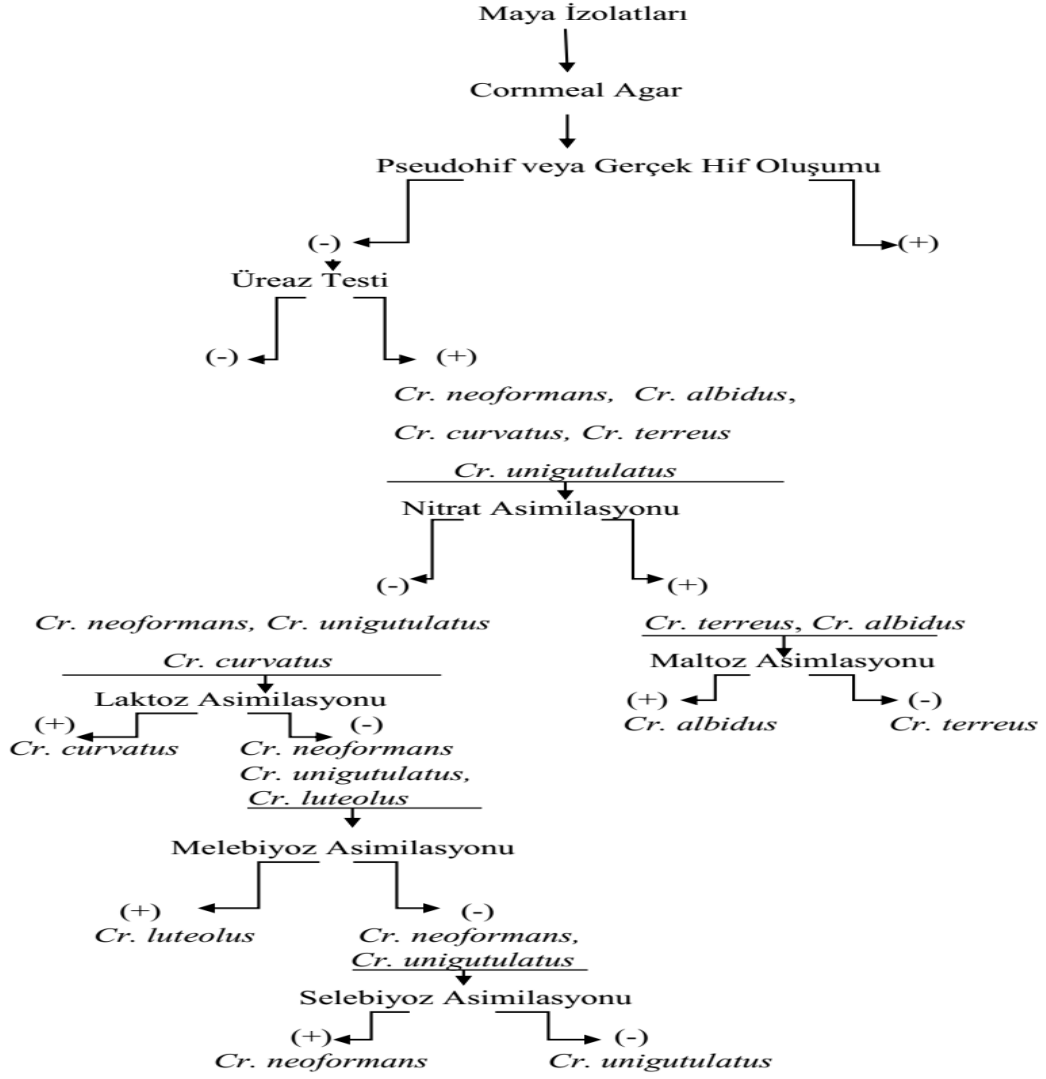 Maya İzolatları
Cornmeal Agar
Pseudohif veya Gerçek Hif Oluşumu
(-) (+)
Üreaz Testi
(-) (+)
Cr. neoformans, Cr. albidus,
Cr. curvatus, Cr. terreus
Cr. unigutulatus
Nitrat Asimilasyonu
(-) (+)
Cr. neoformans, Cr. unigutulatus
Cr. curvatus
Cr. terreus, Cr. albidus
Maltoz Asimlasyonu
(+) (-)
Cr. albidus Cr. terreus
Laktoz Asimilasyonu
(+) (-)
Cr. curvatus
Cr. neoformans
Cr. unigutulatus,
Cr. luteolus
Melebiyoz Asimilasyonu
(+) (-)
Cr. luteolus
Cr. neoformans,
Cr. unigutulatus
Selebiyoz Asimilasyonu
(+) (-)
Cr. neoformans Cr. unigutulatus